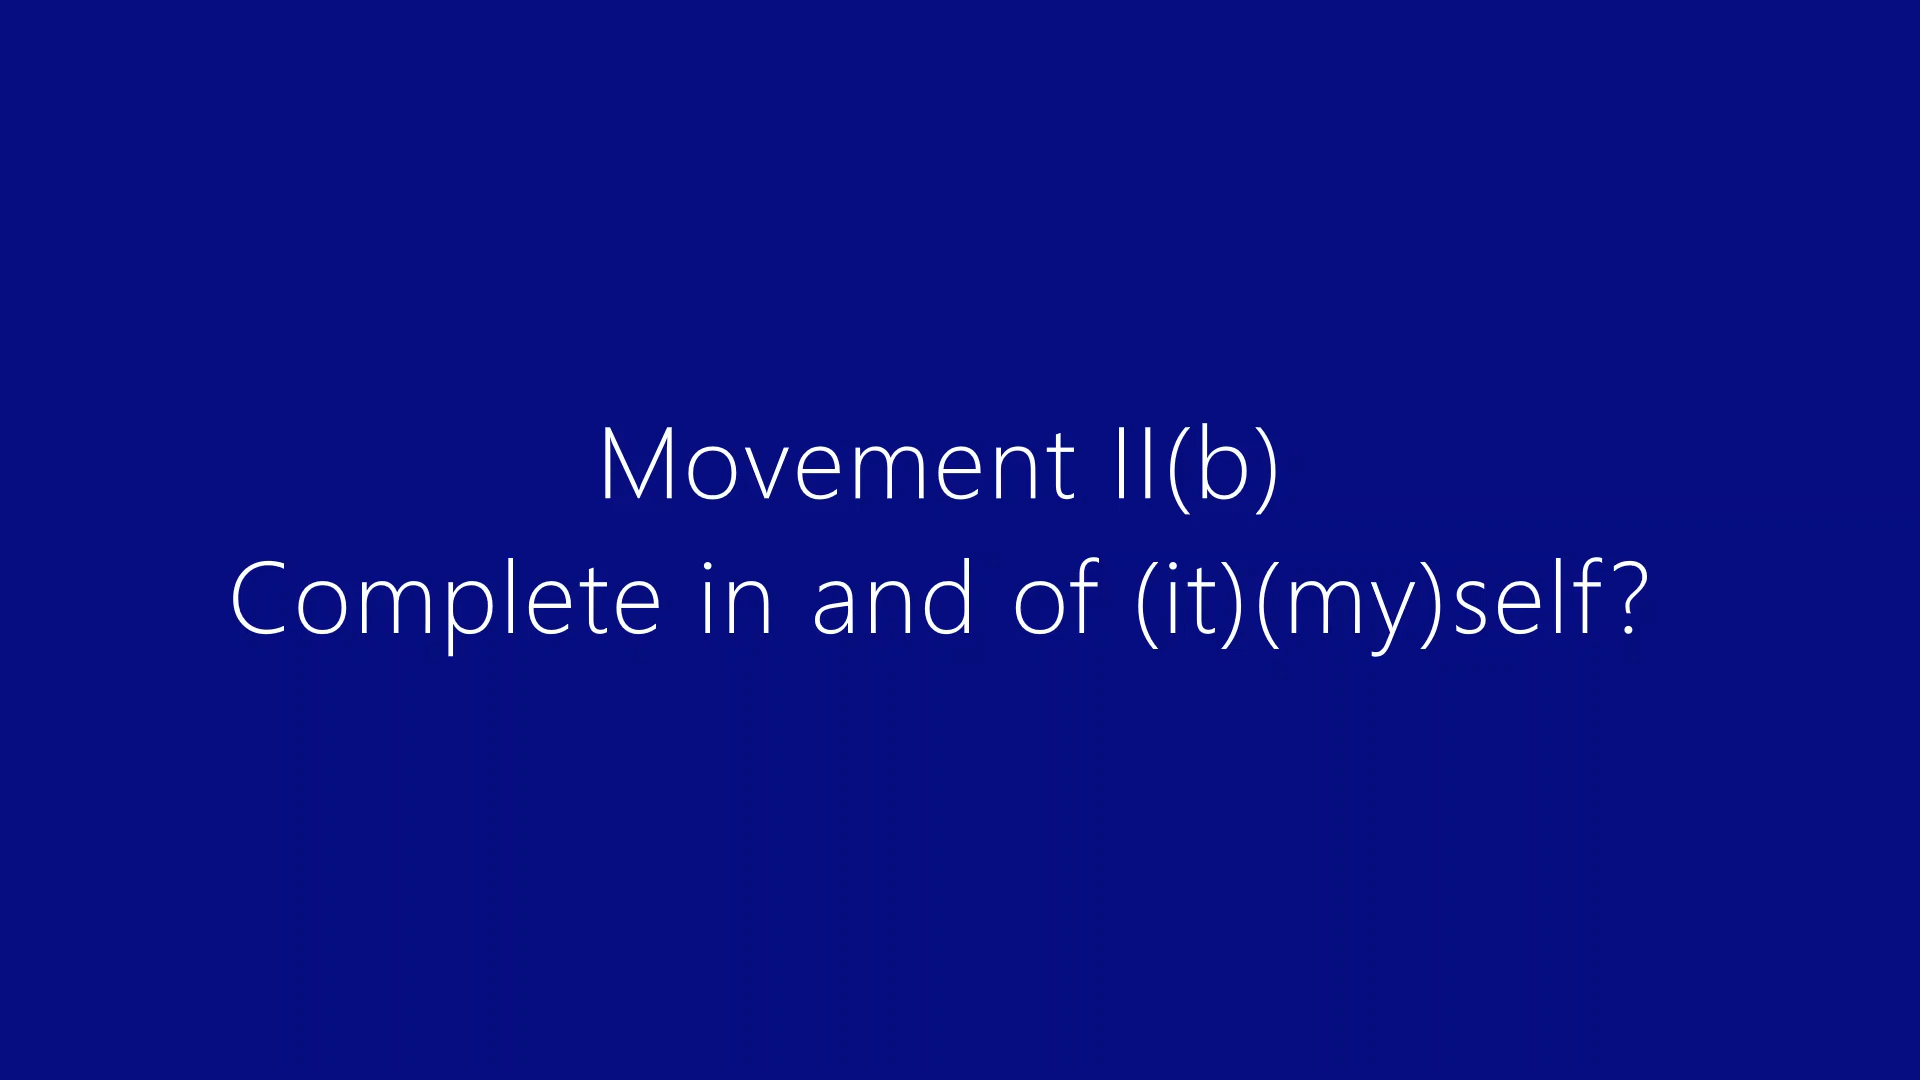 Movement II(b)
Complete in and of (it)(my)self?